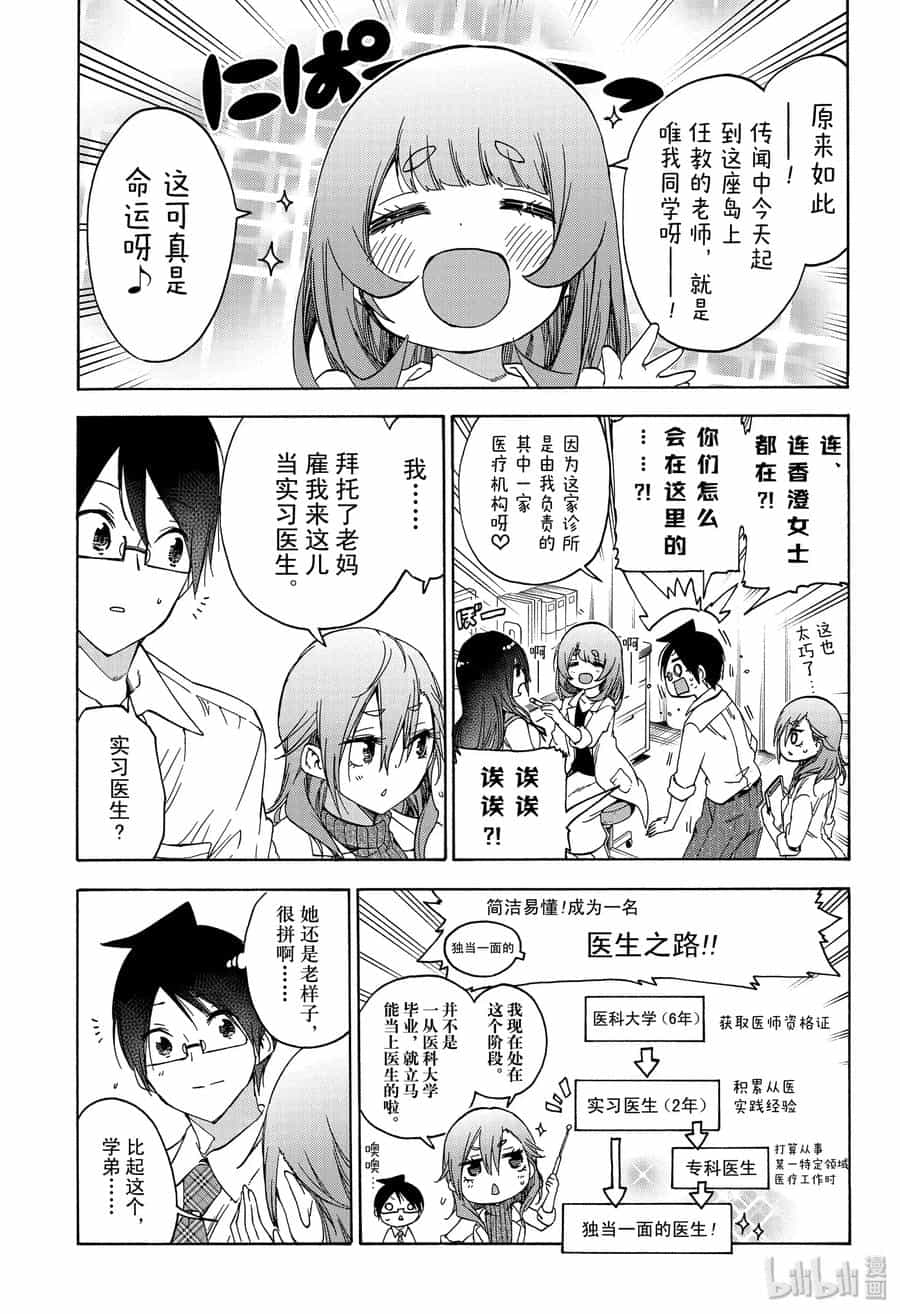 原来如此
——！
传闻中今天起
到这座岛上
任教的老师，就是
唯我同学呀——！
にぱーっ
这可真是
命运呀♪
连、
连香澄女士
都在?!
你们怎么
会在这里的
……?!
因为这家诊所
是由我负责的
其中一家
医疗机构呀♡
这也
太巧了…
啊
啊
ぼー
诶诶
诶诶?!
我……
拜托了老妈
雇我来这儿
当实习医生。
实习医生？
简洁易懂！成为一名
独当一面的
医生之路!!
医科大学（6年）
获取医师资格证
实习医生（2年）
积累从医
实践经验
专科医生
打算从事
某一特定领域
医疗工作时
独当一面的医生！
我现在处在
这个阶段。
并不是
一从医科大学
毕业，就立马
能当上医生的啦。
噢噢…
她还是老样子，
很拼啊……
比起这个，
学弟…
bilibili
漫画